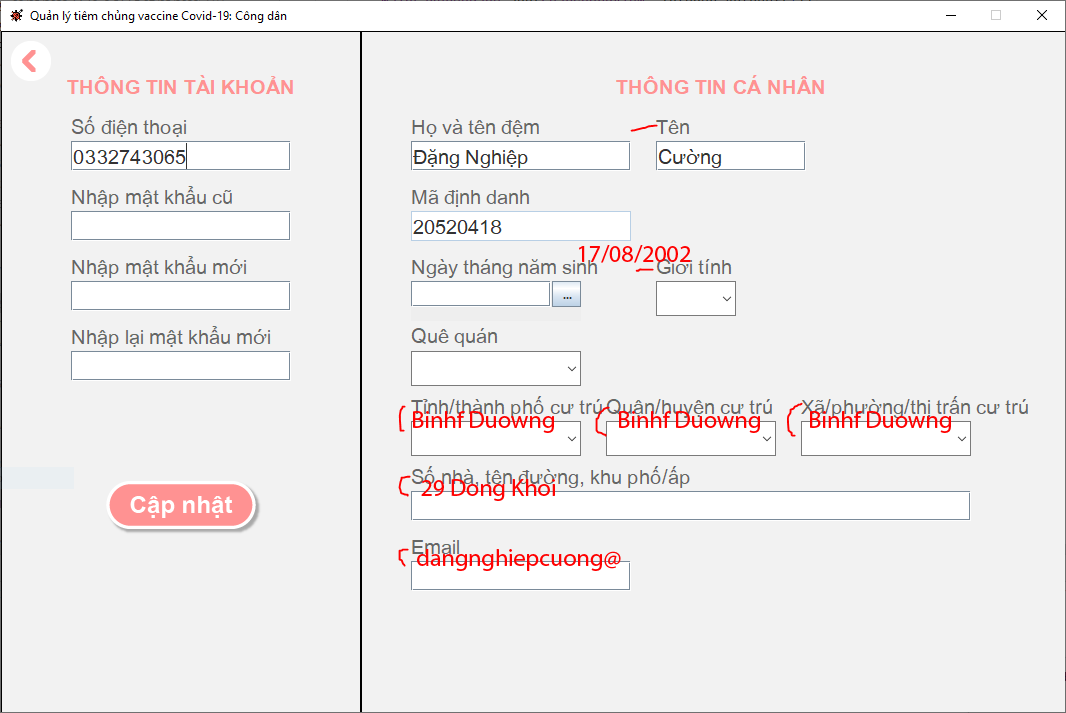 Quản lý tiêm chủng vaccine Covid-19: Công dân
THÔNG TIN TÀI KHOẢN
Số điện thoại
0332743065
Nhập mật khẩu cũ
Nhập mật khẩu mới
Nhập lại mật khẩu mới
Cập nhật
THÔNG TIN CÁ NHÂN
Họ và tên đệm Tên
Đặng Nghiệp Cường
Mã định danh
20520418
17/08/2002
Ngày tháng năm sinh Giới tính
...
Quê quán
Tỉnh/thành phố cư trú Quận/huyện cư trú Xã/phường/thị trấn cư trú
Binhf Duowng Binhf Duowng Binhf Duowng
Số nhà, tên đường, khu phố/ấp
29 Dong Khoi
Email
dangnghiepcuong@